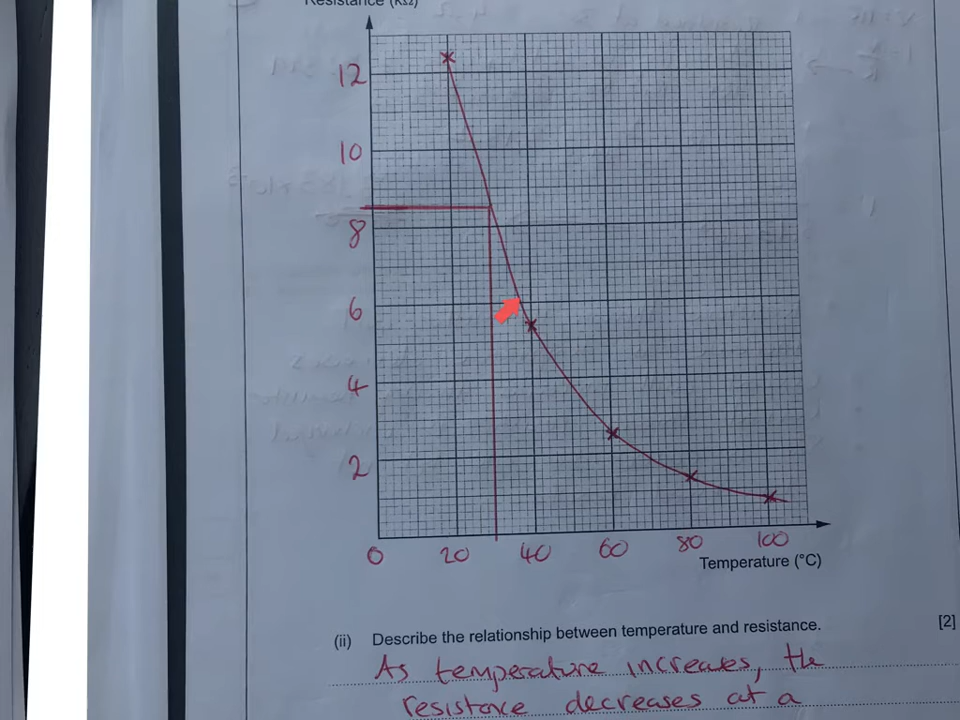 Resistance (KΩ)
12
10
8
6
4
2
0 20 40 60 80 100
Temperature (°C)
(ii) Describe the relationship between temperature and resistance. [2]
As temperature increases, the
resistance decreases at a